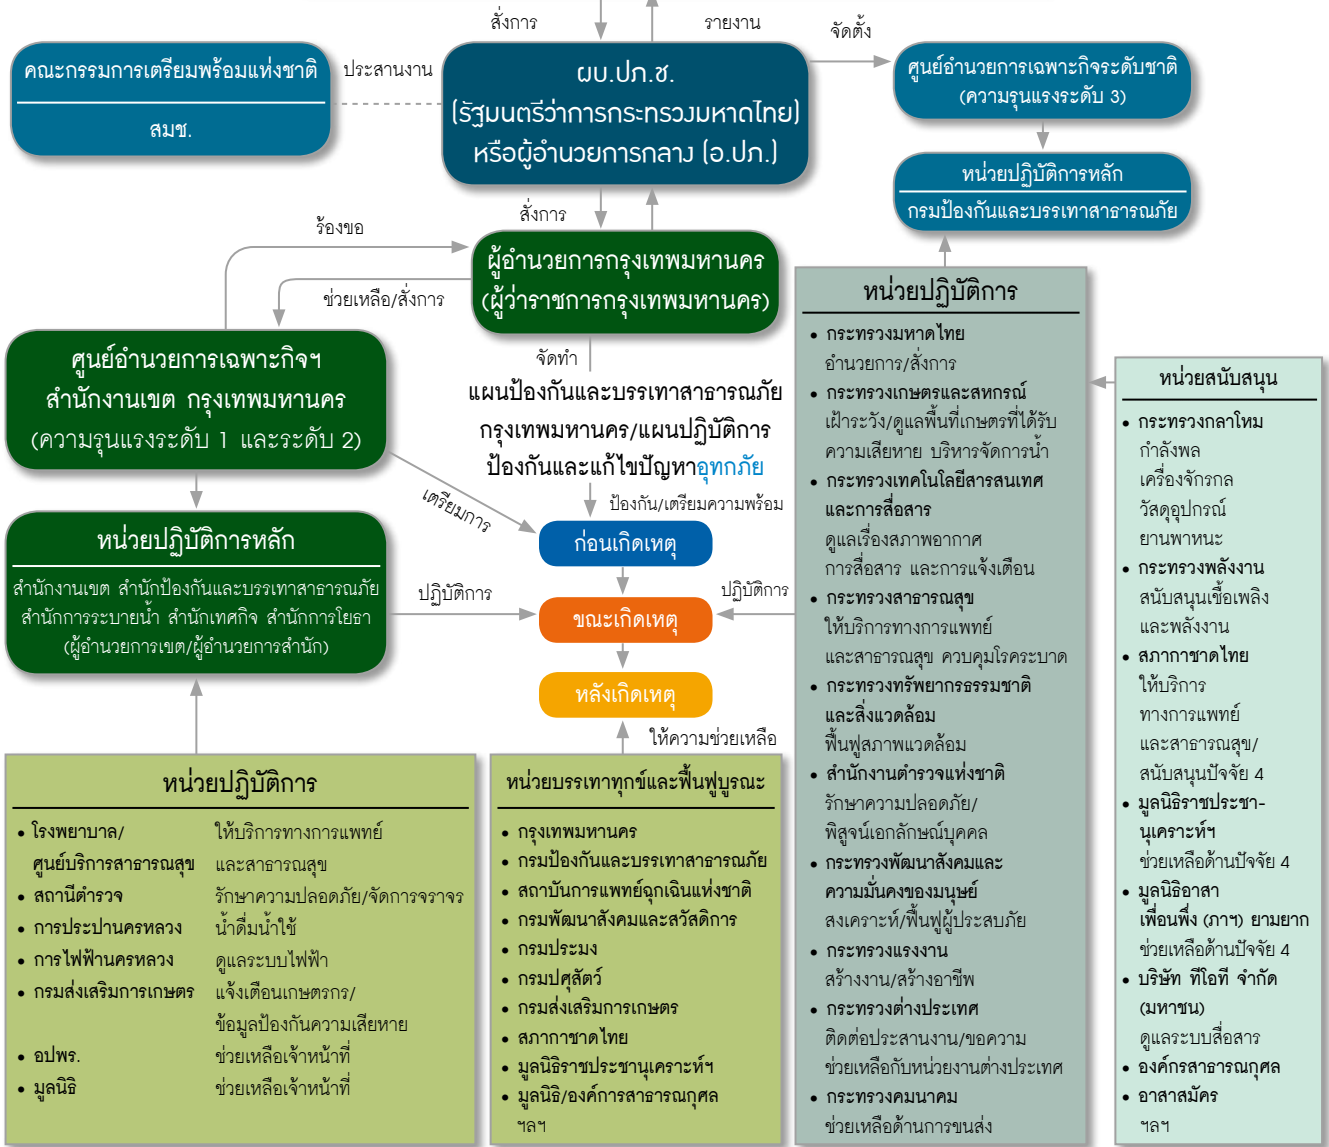 สั่งการ
รายงาน
จัดตั้ง
คณะกรรมการเตรียมพร้อมแห่งชาติ
สมช.
ประสานงาน
ผบ.ปภ.ช.
(รัฐมนตรีว่าการกระทรวงมหาดไทย)
หรือผู้อำนวยการกลาง (อ.ปภ.)
ศูนย์อำนวยการเฉพาะกิจระดับชาติ
(ความรุนแรงระดับ 3)
หน่วยปฏิบัติการหลัก
กรมป้องกันและบรรเทาสาธารณภัย
สั่งการ
ร้องขอ
ช่วยเหลือ/สั่งการ
ผู้อำนวยการกรุงเทพมหานคร
(ผู้ว่าราชการกรุงเทพมหานคร)
ศูนย์อำนวยการเฉพาะกิจฯ
สำนักงานเขต กรุงเทพมหานคร
(ความรุนแรงระดับ 1 และระดับ 2)
จัดทำ
แผนป้องกันและบรรเทาสาธารณภัย
กรุงเทพมหานคร/แผนปฏิบัติการ
ป้องกันและแก้ไขปัญหาอุทกภัย
เตรียมการ
ป้องกัน/เตรียมความพร้อม
ก่อนเกิดเหตุ
หน่วยปฏิบัติการหลัก
สำนักงานเขต สำนักป้องกันและบรรเทาสาธารณภัย
สำนักการระบายน้ำ สำนักเทศกิจ สำนักการโยธา
(ผู้อำนวยการเขต/ผู้อำนวยการสำนัก)
ปฏิบัติการ
ขณะเกิดเหตุ
ปฏิบัติการ
หลังเกิดเหตุ
ให้ความช่วยเหลือ
หน่วยปฏิบัติการ
• โรงพยาบาล/ ให้บริการทางการแพทย์
ศูนย์บริการสาธารณสุข และสาธารณสุข
• สถานีตำรวจ รักษาความปลอดภัย/จัดการจราจร
• การประปานครหลวง น้ำดื่มน้ำใช้
• การไฟฟ้านครหลวง ดูแลระบบไฟฟ้า
• กรมส่งเสริมการเกษตร แจ้งเตือนเกษตรกร/
ข้อมูลป้องกันความเสียหาย
• อปพร. ช่วยเหลือเจ้าหน้าที่
• มูลนิธิ ช่วยเหลือเจ้าหน้าที่
หน่วยบรรเทาทุกข์และฟื้นฟูบูรณะ
• กรุงเทพมหานคร
• กรมป้องกันและบรรเทาสาธารณภัย
• สถาบันการแพทย์ฉุกเฉินแห่งชาติ
• กรมพัฒนาสังคมและสวัสดิการ
• กรมประมง
• กรมปศุสัตว์
• กรมส่งเสริมการเกษตร
• สภากาชาดไทย
• มูลนิธิราชประชานุเคราะห์ฯ
• มูลนิธิ/องค์การสาธารณกุศล
ฯลฯ
หน่วยปฏิบัติการ
• กระทรวงมหาดไทย
อำนวยการ/สั่งการ
• กระทรวงเกษตรและสหกรณ์
เฝ้าระวัง/ดูแลพื้นที่เกษตรที่ได้รับ
ความเสียหาย บริหารจัดการน้ำ
• กระทรวงเทคโนโลยีสารสนเทศ
และการสื่อสาร
ดูแลเรื่องสภาพอากาศ
การสื่อสาร และการแจ้งเตือน
• กระทรวงสาธารณสุข
ให้บริการทางการแพทย์
และสาธารณสุข ควบคุมโรคระบาด
• กระทรวงทรัพยากรธรรมชาติ
และสิ่งแวดล้อม
ฟื้นฟูสภาพแวดล้อม
• สำนักงานตำรวจแห่งชาติ
รักษาความปลอดภัย/
พิสูจน์เอกลักษณ์บุคคล
• กระทรวงพัฒนาสังคมและ
ความมั่นคงของมนุษย์
สงเคราะห์/ฟื้นฟูผู้ประสบภัย
• กระทรวงแรงงาน
สร้างงาน/สร้างอาชีพ
• กระทรวงต่างประเทศ
ติดต่อประสานงาน/ขอความ
ช่วยเหลือกับหน่วยงานต่างประเทศ
• กระทรวงคมนาคม
ช่วยเหลือด้านการขนส่ง
หน่วยสนับสนุน
• กระทรวงกลาโหม
กำลังพล
เครื่องจักรกล
วัสดุอุปกรณ์
ยานพาหนะ
• กระทรวงพลังงาน
สนับสนุนเชื้อเพลิง
และพลังงาน
• สภากาชาดไทย
ให้บริการ
ทางการแพทย์
และสาธารณสุข/
สนับสนุนปัจจัย 4
• มูลนิธิราชประชา-
นุเคราะห์ฯ
ช่วยเหลือด้านปัจจัย 4
• มูลนิธิอาสา
เพื่อนพึ่ง (ภาฯ) ยามยาก
ช่วยเหลือด้านปัจจัย 4
• บริษัท ทีโอที จำกัด
(มหาชน)
ดูแลระบบสื่อสาร
• องค์กรสาธารณกุศล
• อาสาสมัคร
ฯลฯ